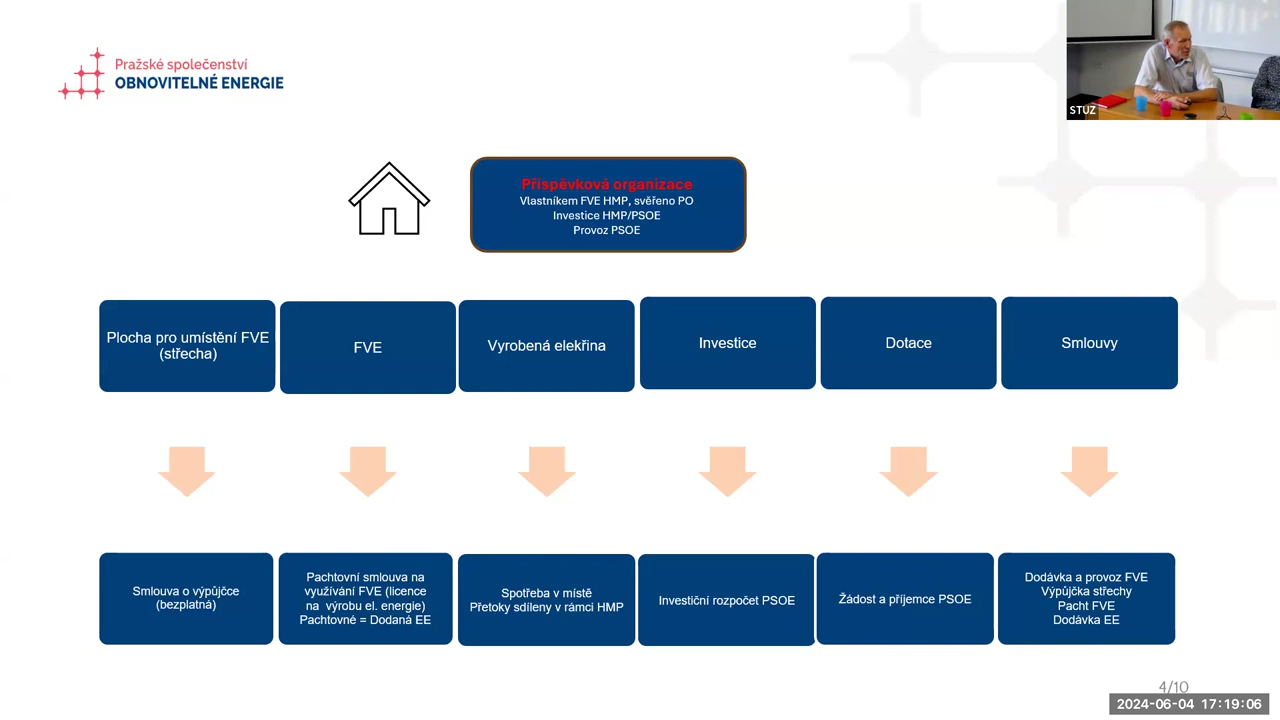 Pražské společenství
OBNOVITELNÉ ENERGIE
STUZ
Příspěvková organizace
Vlastníkem FVE HMP, svěřeno PO
Investice HMP/PSOE
Provoz PSOE
Plocha pro umístění FVE
(střecha)
FVE
Vyrobená elekřina
Investice
Dotace
Smlouvy
Smlouva o výpůjčce
(bezplatná)
Pachtovní smlouva na
využívání FVE (licence
na výrobu el. energie)
Pachtovné = Dodaná EE
Spotřeba v místě
Přetoky sdíleny v rámci HMP
Investiční rozpočet PSOE
Žádost a příjemce PSOE
Dodávka a provoz FVE
Výpůjčka střechy
Pacht FVE
Dodávka EE
4/10
2024-06-04 17:19:06